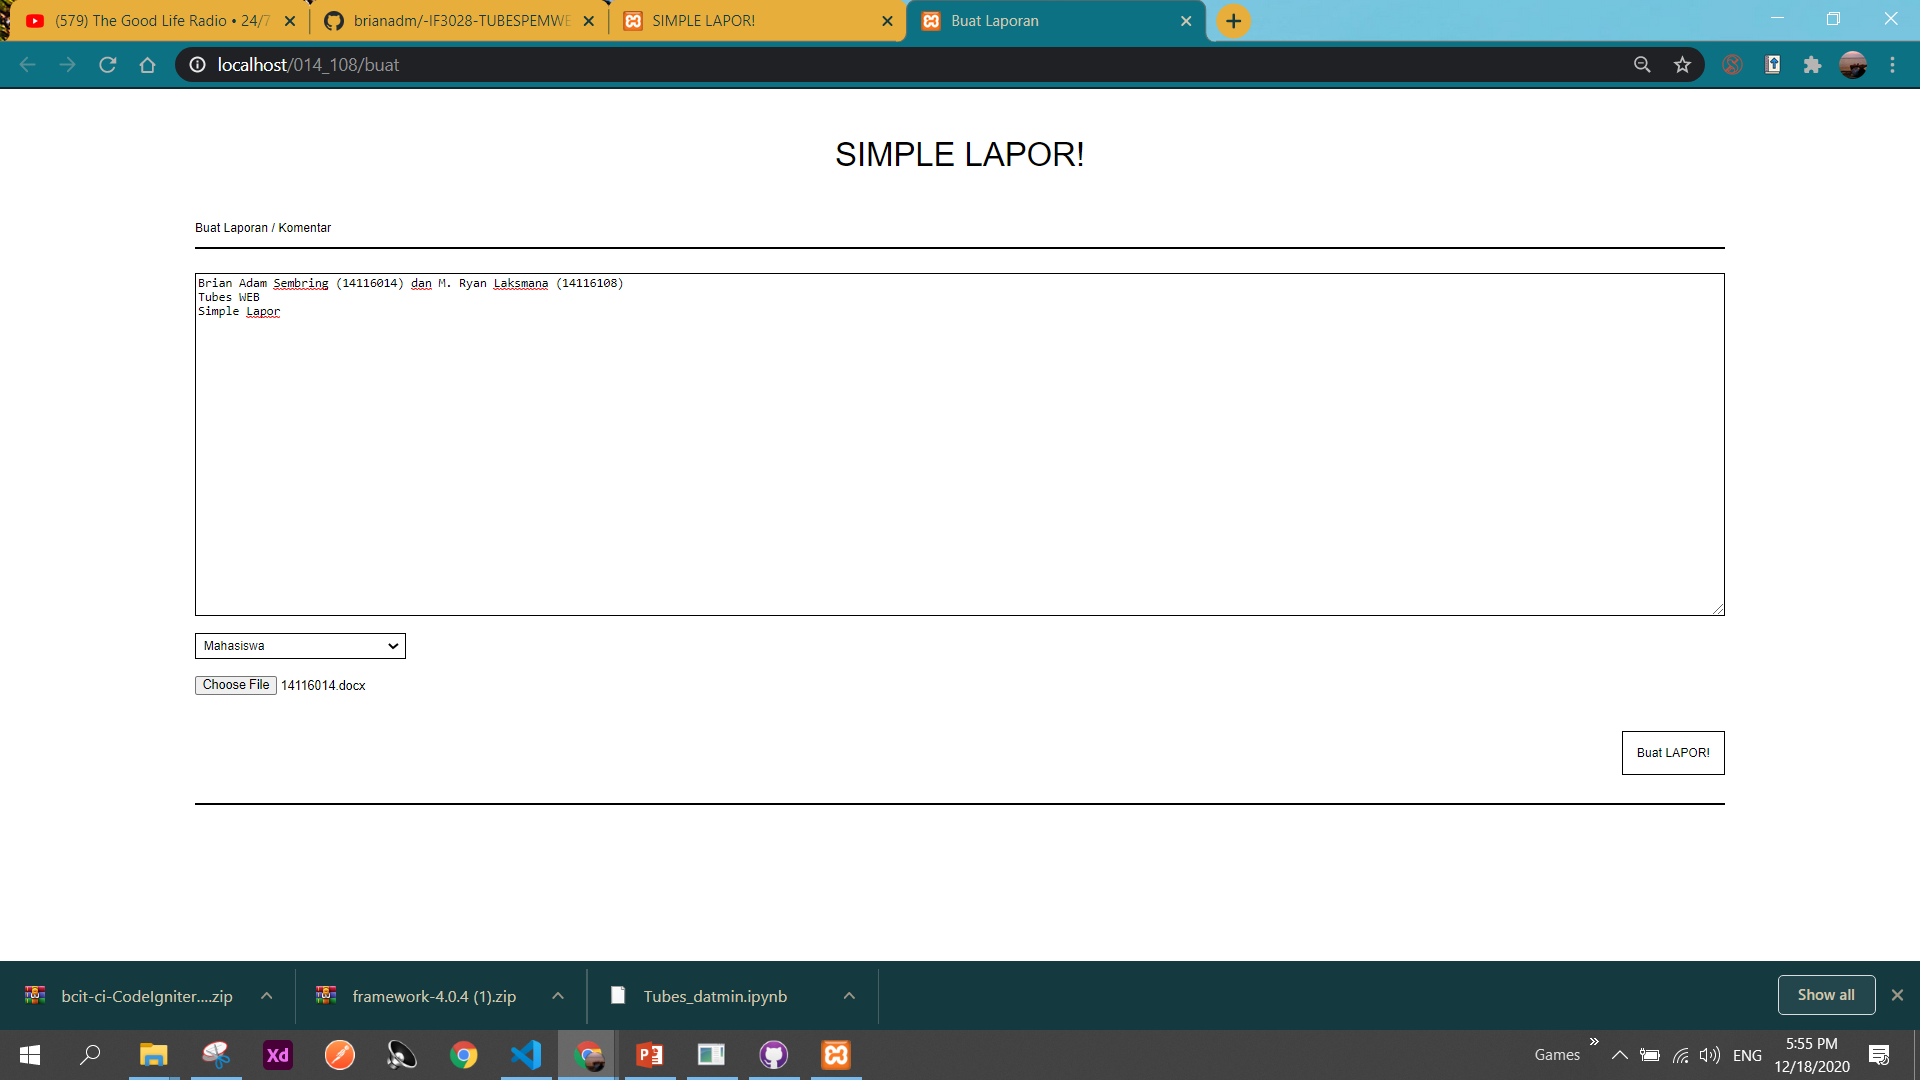 (579) The Good Life Radio • 24/7
brianadm/-IF3028-TUBESPEMWE
SIMPLE LAPOR!
Buat Laporan
localhost/014_108/buat
SIMPLE LAPOR!
Buat Laporan / Komentar
Brian Adam Sembring (14116014) dan M. Ryan Laksmana (14116108)
Tubes WEB
Simple Lapor
Mahasiswa
Choose File 14116014.docx
Buat LAPOR!
bcit-ci-CodeIgniter....zip
framework-4.0.4 (1).zip
Tubes_datmin.ipynb
Show all
Xd
Games
ENG
5:55 PM
12/18/2020